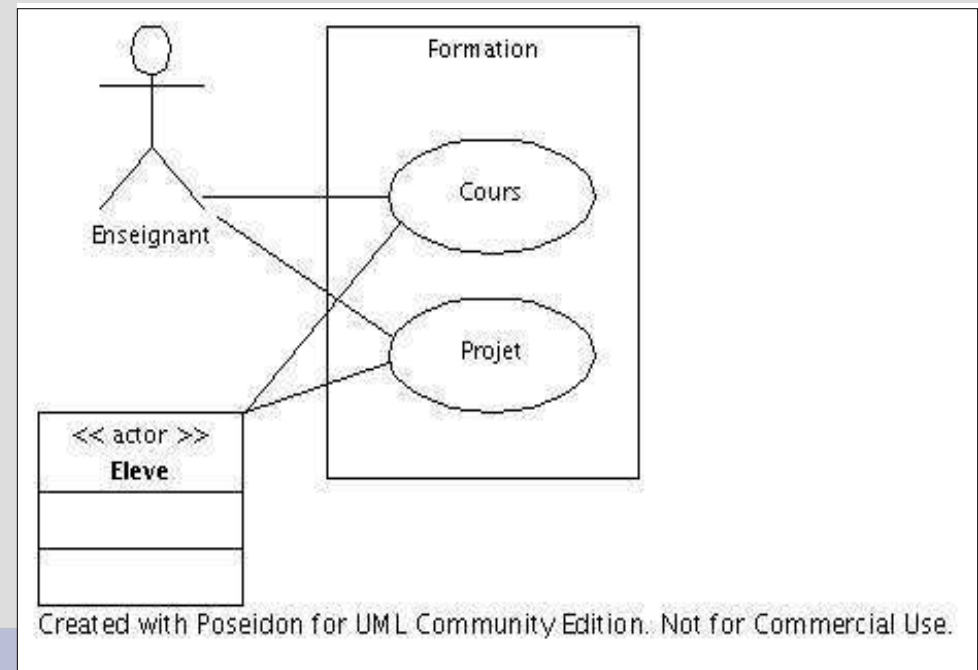 Formation
Cours
Enseignant
Projet
<< actor >>
Eleve
Created with Poseidon for UML Community Edition. Not for Commercial Use.